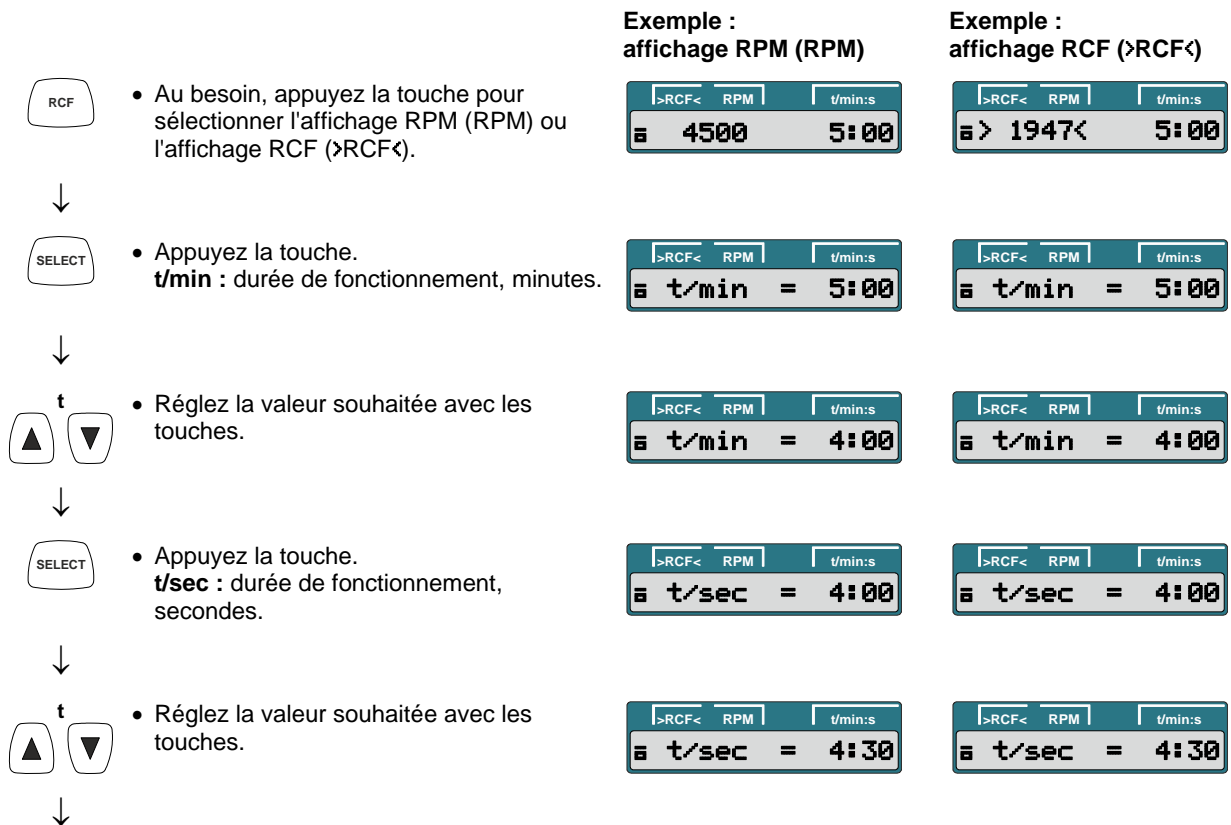 Exemple :
affichage RPM (RPM)
Exemple :
affichage RCF (>RCF<)
RCF
• Au besoin, appuyez la touche pour
sélectionner l'affichage RPM (RPM) ou
l'affichage RCF (>RCF<).
>RCF< RPM t/min:s
4500 5:00
>RCF< RPM t/min:s
> 1947< 5:00
↓
SELECT
• Appuyez la touche.
t/min : durée de fonctionnement, minutes.
>RCF< RPM t/min:s
t/min = 5:00
>RCF< RPM t/min:s
t/min = 5:00
↓
t
▲ ▼
• Réglez la valeur souhaitée avec les
touches.
>RCF< RPM t/min:s
t/min = 4:00
>RCF< RPM t/min:s
t/min = 4:00
↓
SELECT
• Appuyez la touche.
t/sec : durée de fonctionnement,
secondes.
>RCF< RPM t/min:s
t/sec = 4:00
>RCF< RPM t/min:s
t/sec = 4:00
↓
t
▲ ▼
• Réglez la valeur souhaitée avec les
touches.
>RCF< RPM t/min:s
t/sec = 4:30
>RCF< RPM t/min:s
t/sec = 4:30
↓